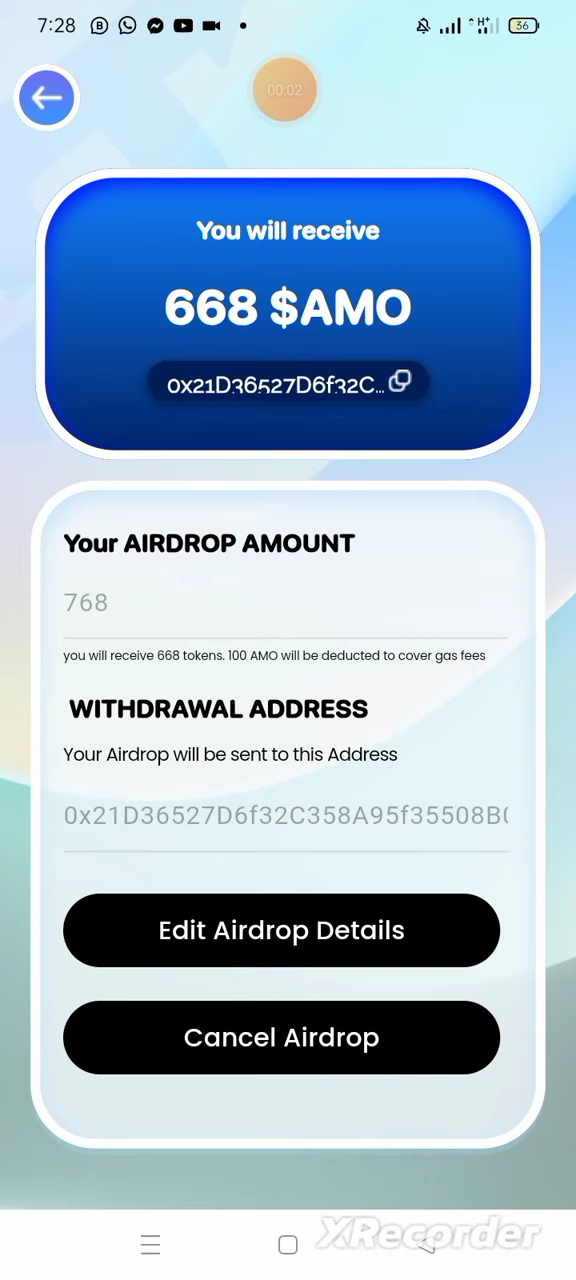 7:28
H+
36
00:02
You will receive
668 $AMO
0x21D36527D6f32C...
Your AIRDROP AMOUNT
768
you will receive 668 tokens. 100 AMO will be deducted to cover gas fees
WITHDRAWAL ADDRESS
Your Airdrop will be sent to this Address
0x21D36527D6f32C358A95f35508B
Edit Airdrop Details
Cancel Airdrop
XRecorder